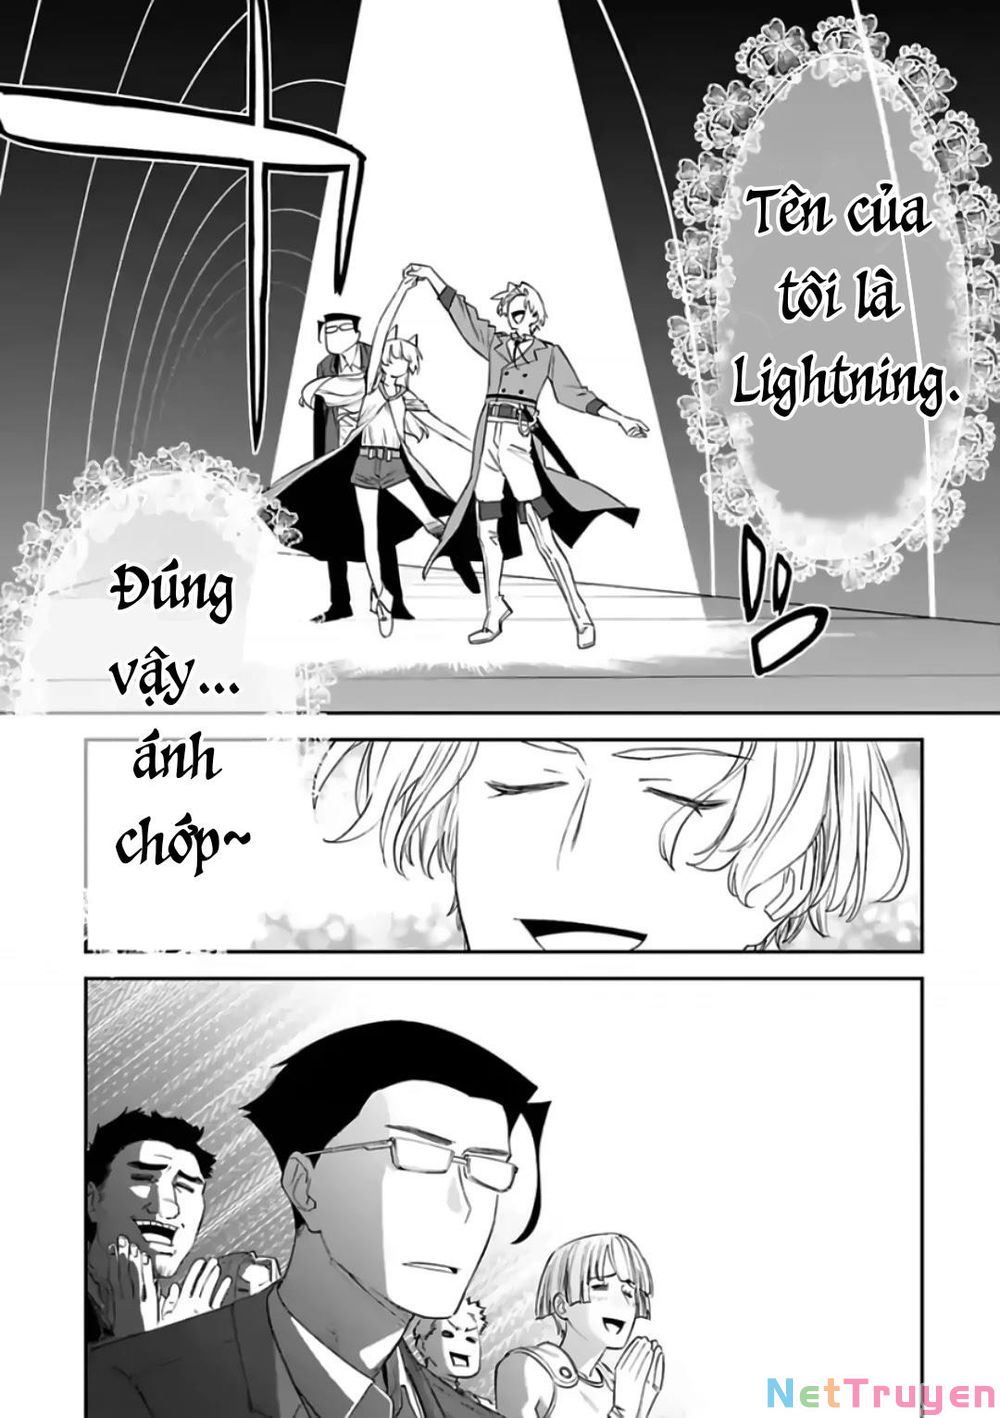 Tên của
tôi là
Lightning.
Đúng
vậy...
ánh
chớp~
NetTruyen